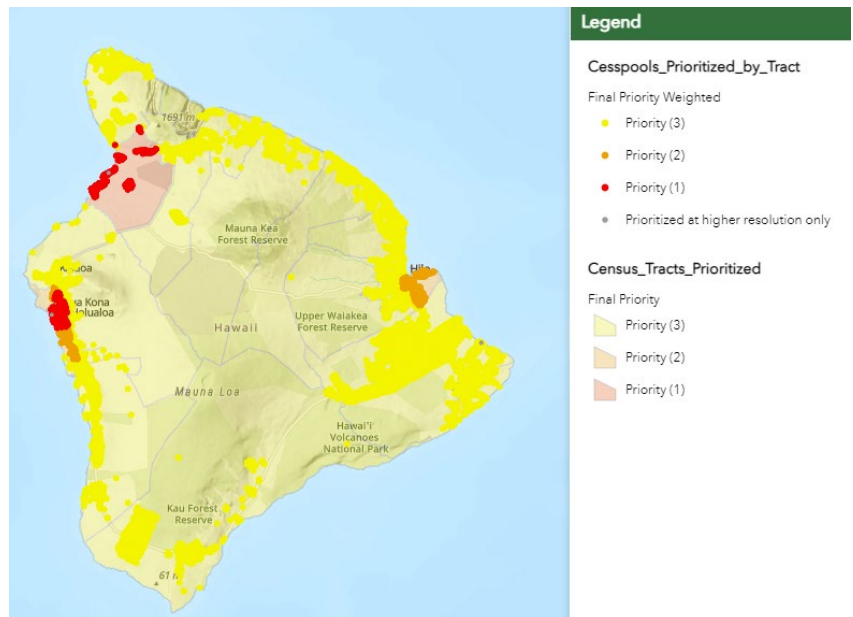 1691 m
Mauna Kea
Forest Reserve
Hilo
Kona
Holualoa
Hawaii
Upper Waiakea
Forest Reserve
Mauna Loa
Hawai'i
Volcanoes
National Park
Kau Forest
Reserve
61 m
Legend
Cesspools_Prioritized_by_Tract
Final Priority Weighted
Priority (3)
Priority (2)
Priority (1)
Prioritized at higher resolution only
Census_Tracts_Prioritized
Final Priority
Priority (3)
Priority (2)
Priority (1)